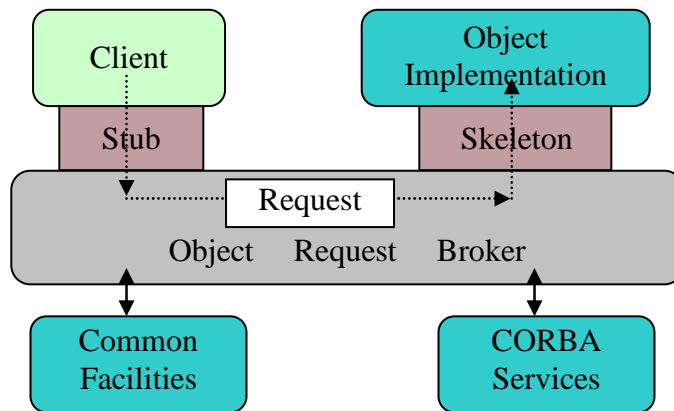 Client
Object
Implementation
Stub
Skeleton
Request
Object Request Broker
Common
Facilities
CORBA
Services